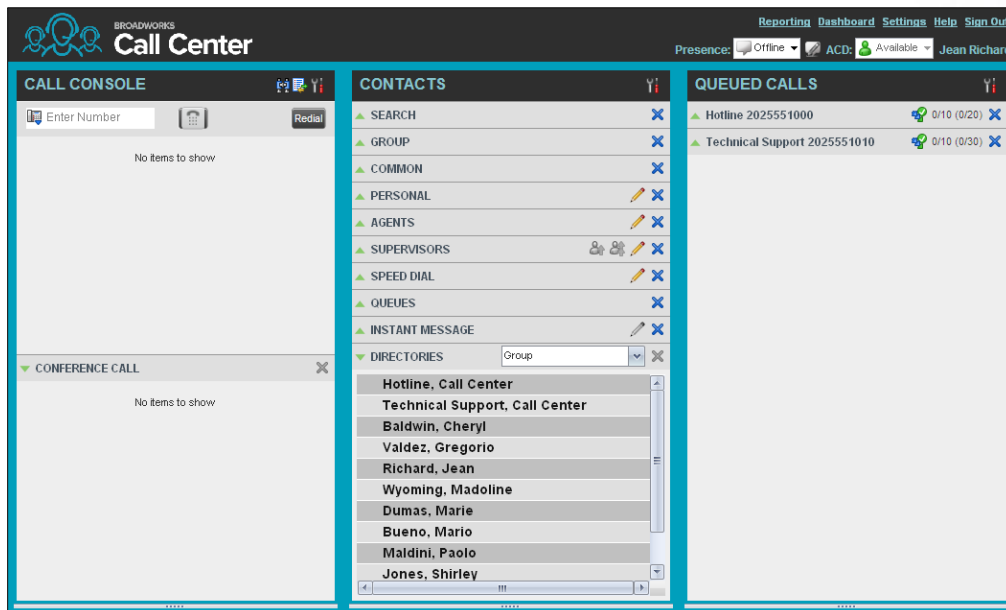 BROADWORKS
Call Center
Reporting Dashboard Settings Help Sign Out
Presence: Offline ACD: Available Jean Richard
CALL CONSOLE
Enter Number
Redial
No items to show
CONFERENCE CALL
No items to show
CONTACTS
SEARCH
GROUP
COMMON
PERSONAL
AGENTS
SUPERVISORS
SPEED DIAL
QUEUES
INSTANT MESSAGE
DIRECTORIES Group
Hotline, Call Center
Technical Support, Call Center
Baldwin, Cheryl
Valdez, Gregorio
Richard, Jean
Wyoming, Madoline
Dumas, Marie
Bueno, Mario
Maldini, Paolo
Jones, Shirley
QUEUED CALLS
Hotline 2025551000 0/10 (0/20)
Technical Support 2025551010 0/10 (0/30)